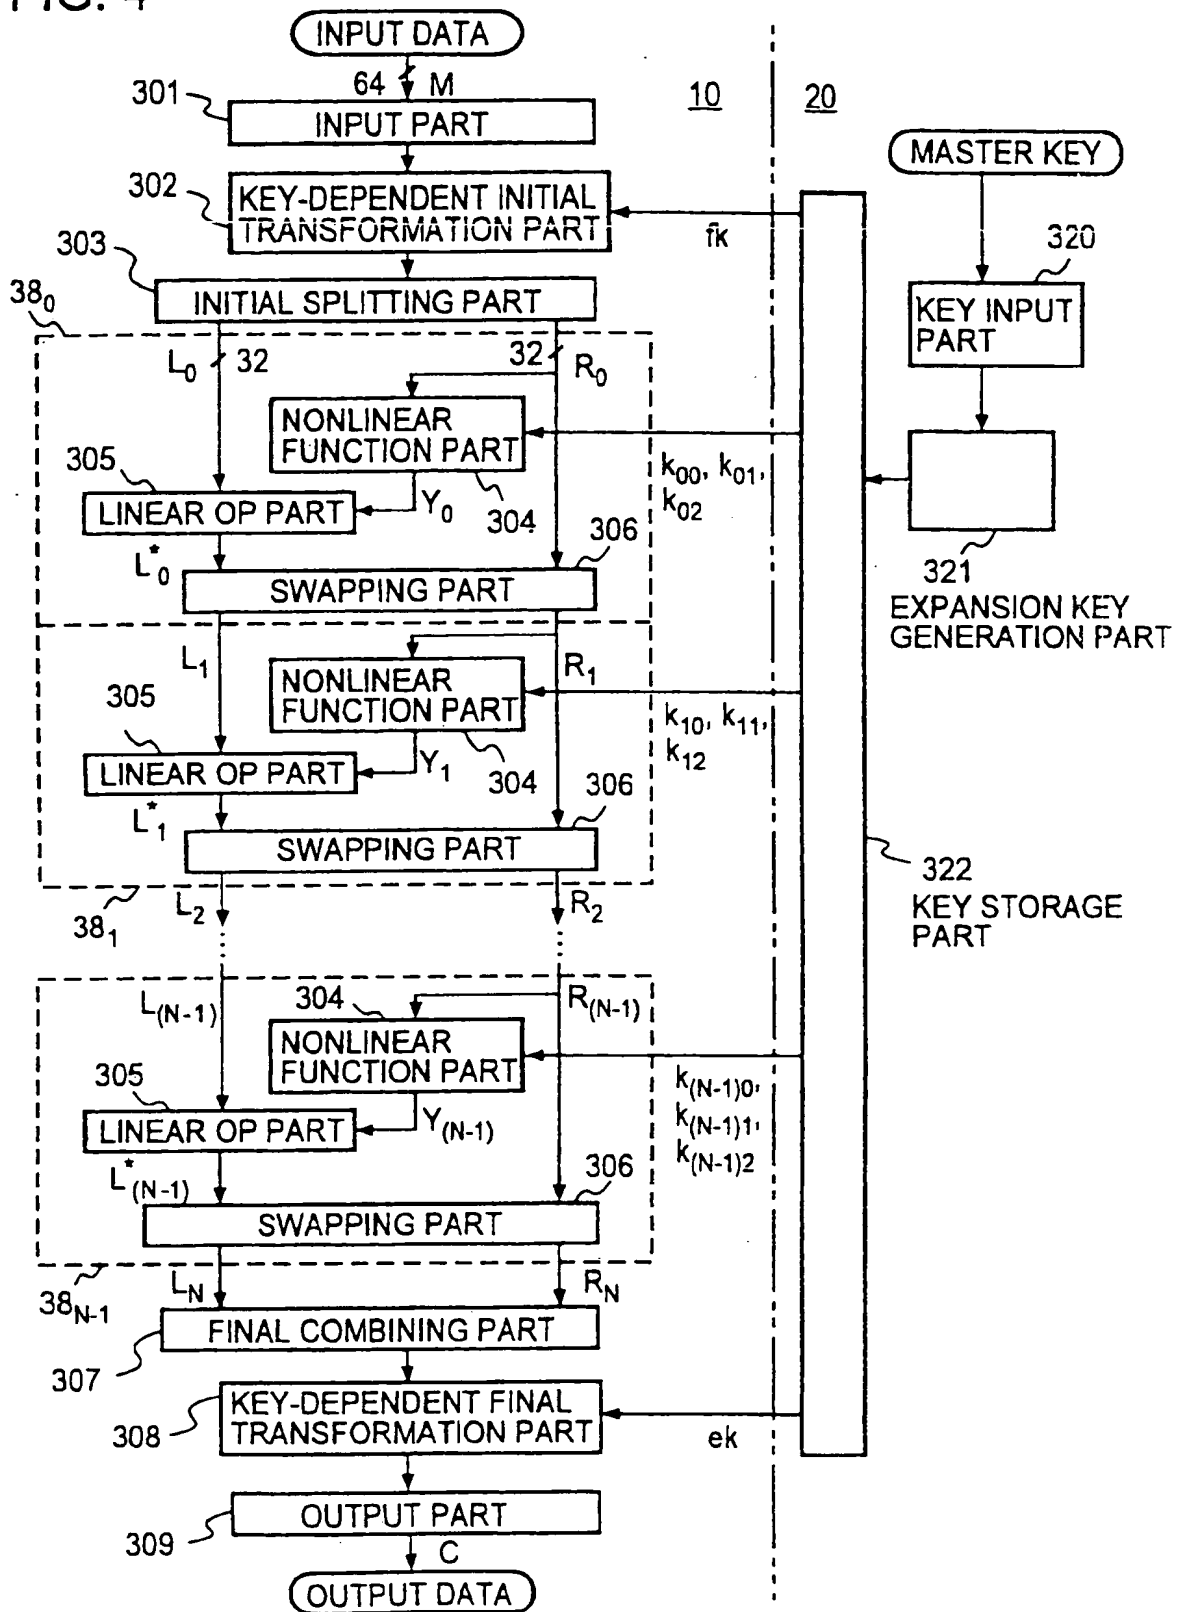 FIG. 4
INPUT DATA
64 M
301
INPUT PART
10
20
MASTER KEY
302
KEY-DEPENDENT INITIAL
TRANSFORMATION PART
fk
303
INITIAL SPLITTING PART
320
KEY INPUT
PART
38₀
L₀ 32
32 R₀
NONLINEAR
FUNCTION PART
k₀₀, k₀₁,
k₀₂
305
LINEAR OP PART
Y₀
304
L*₀
306
SWAPPING PART
321
EXPANSION KEY
GENERATION PART
L₁
R₁
NONLINEAR
FUNCTION PART
k₁₀, k₁₁,
k₁₂
305
LINEAR OP PART
Y₁
304
L*₁
306
SWAPPING PART
322
KEY STORAGE
PART
38₁
L₂
R₂
L₍N-1₎
304
R₍N-1₎
NONLINEAR
FUNCTION PART
k₍N-1₎₀,
k₍N-1₎₁,
k₍N-1₎₂
305
LINEAR OP PART
Y₍N-1₎
L*₍N-1₎
306
SWAPPING PART
38N-1
LN
RN
FINAL COMBINING PART
307
KEY-DEPENDENT FINAL
TRANSFORMATION PART
308
ek
OUTPUT PART
309
C
OUTPUT DATA